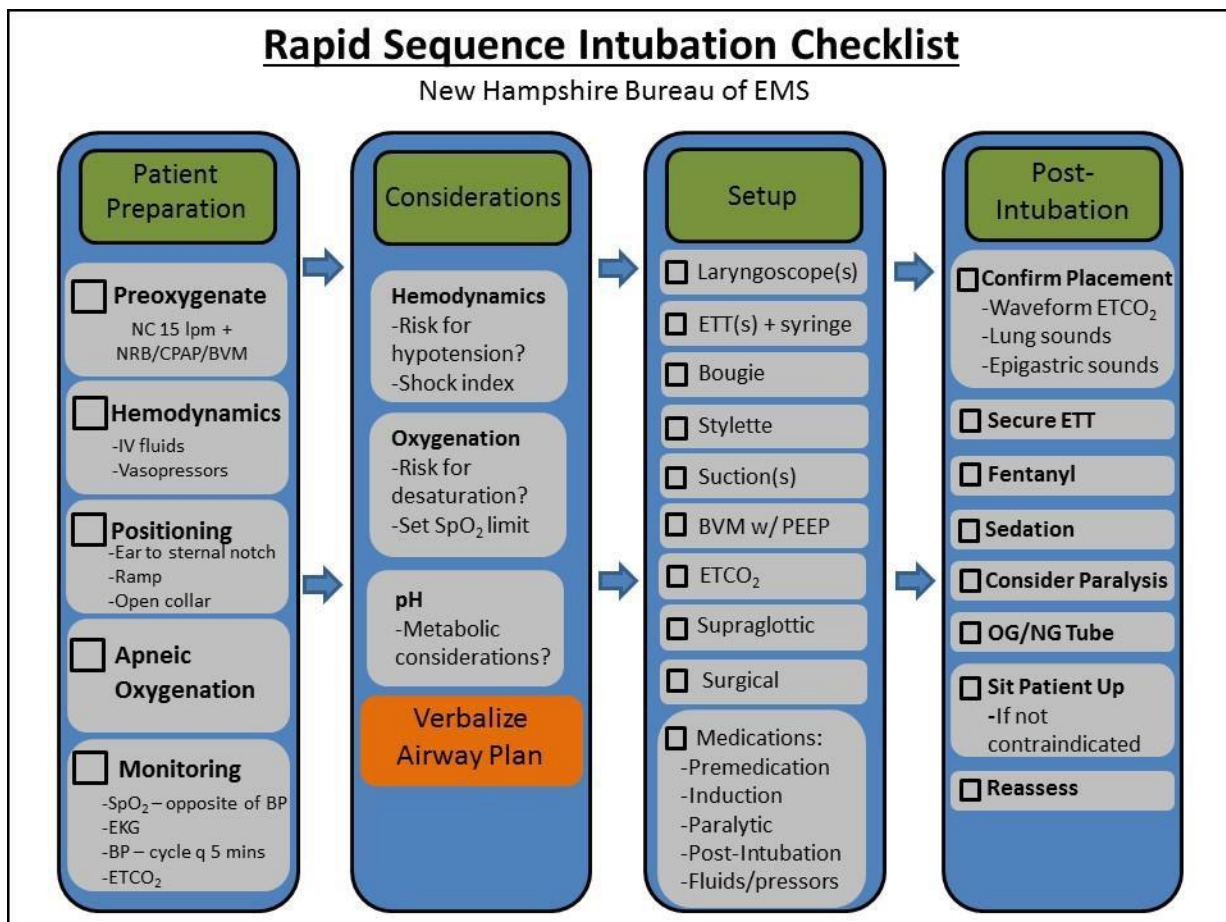 Rapid Sequence Intubation Checklist
New Hampshire Bureau of EMS
Patient
Preparation
Preoxygenate
NC 15 lpm +
NRB/CPAP/BVM
Hemodynamics
-IV fluids
-Vasopressors
Positioning
-Ear to sternal notch
-Ramp
-Open collar
Apneic
Oxygenation
Monitoring
-SpO₂ – opposite of BP
-EKG
-BP – cycle q 5 mins
-ETCO₂
Considerations
Hemodynamics
-Risk for
hypotension?
-Shock index
Oxygenation
-Risk for
desaturation?
-Set SpO₂ limit
pH
-Metabolic
considerations?
Verbalize
Airway Plan
Setup
Laryngoscope(s)
ETT(s) + syringe
Bougie
Stylette
Suction(s)
BVM w/ PEEP
ETCO₂
Supraglottic
Surgical
Medications:
-Premedication
-Induction
-Paralytic
-Post-Intubation
-Fluids/pressors
Post-
Intubation
Confirm Placement
-Waveform ETCO₂
-Lung sounds
-Epigastric sounds
Secure ETT
Fentanyl
Sedation
Consider Paralysis
OG/NG Tube
Sit Patient Up
-If not
contraindicated
Reassess